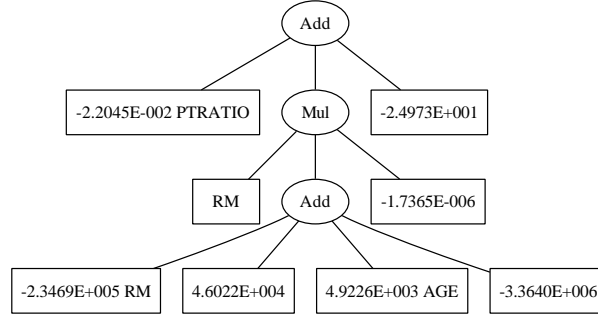 Add
-2.2045E-002 PTRATIO
Mul
-2.4973E+001
RM
Add
-1.7365E-006
-2.3469E+005 RM
4.6022E+004
4.9226E+003 AGE
-3.3640E+006